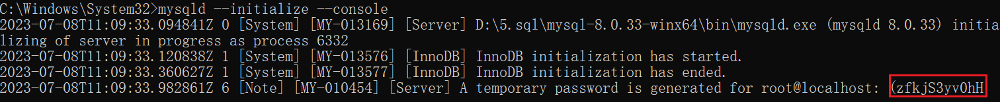 C:\Windows\System32>mysqld --initialize --console
2023-07-08T11:09:33.094841Z 0 [System] [MY-013169] [Server] D:\5.sql\mysql-8.0.33-winx64\bin\mysqld.exe (mysqld 8.0.33) initia
lizing of server in progress as process 6332
2023-07-08T11:09:33.120838Z 1 [System] [MY-013576] [InnoDB] InnoDB initialization has started.
2023-07-08T11:09:33.360627Z 1 [System] [MY-013577] [InnoDB] InnoDB initialization has ended.
2023-07-08T11:09:33.982861Z 6 [Note] [MY-010454] [Server] A temporary password is generated for root@localhost: (zfkjS3yv0hH